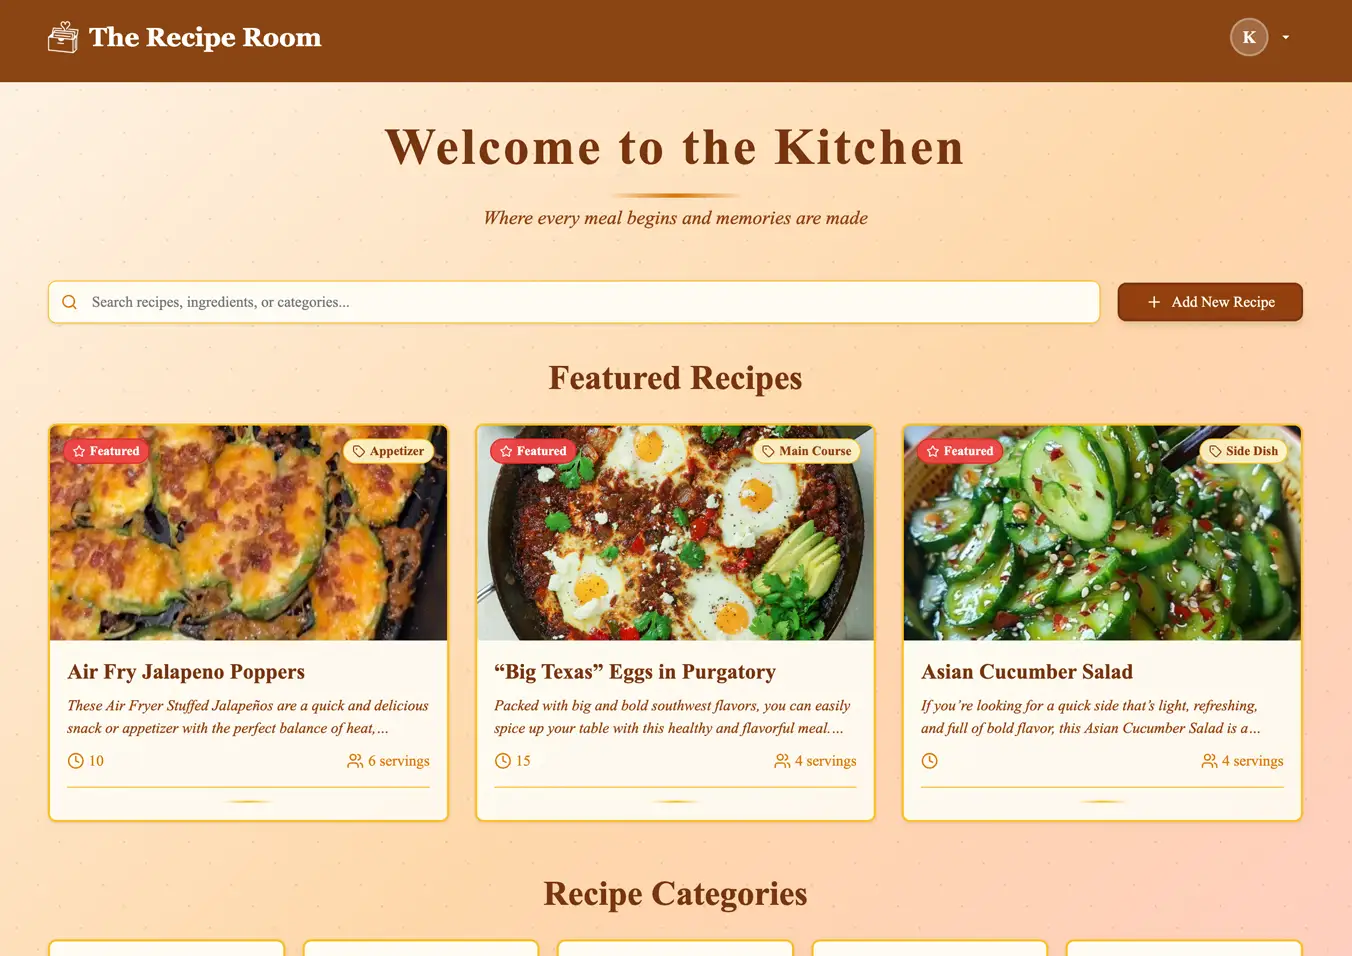 The Recipe Room
K
Welcome to the Kitchen
Where every meal begins and memories are made
Search recipes, ingredients, or categories...
Add New Recipe
Featured Recipes
Featured
Appetizer
Air Fry Jalapeno Poppers
These Air Fryer Stuffed Jalapeños are a quick and delicious
snack or appetizer with the perfect balance of heat,…
10
6 servings
Featured
Main Course
“Big Texas” Eggs in Purgatory
Packed with big and bold southwest flavors, you can easily
spice up your table with this healthy and flavorful meal.…
15
4 servings
Featured
Side Dish
Asian Cucumber Salad
If you’re looking for a quick side that’s light, refreshing,
and full of bold flavor, this Asian Cucumber Salad is a…
4 servings
Recipe Categories